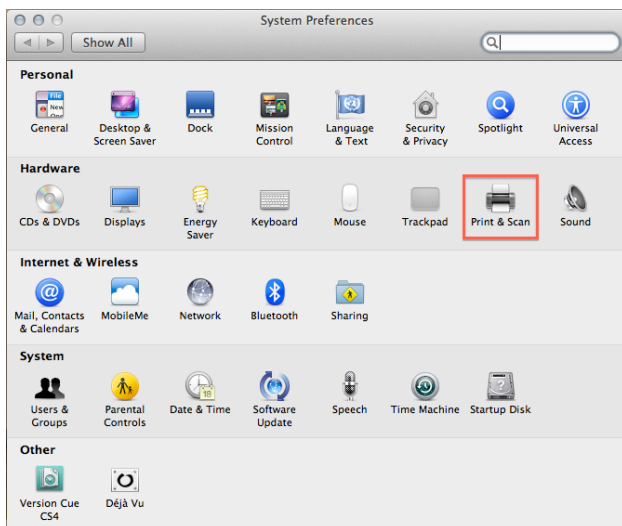 System Preferences
Show All
Personal
General
Desktop &
Screen Saver
Dock
Mission
Control
Language
& Text
Security
& Privacy
Spotlight
Universal
Access
Hardware
CDs & DVDs
Displays
Energy
Saver
Keyboard
Mouse
Trackpad
Print & Scan
Sound
Internet & Wireless
Mail, Contacts
& Calendars
MobileMe
Network
Bluetooth
Sharing
System
Users &
Groups
Parental
Controls
Date & Time
Software
Update
Speech
Time Machine
Startup Disk
Other
Version Cue
CS4
Déjà Vu